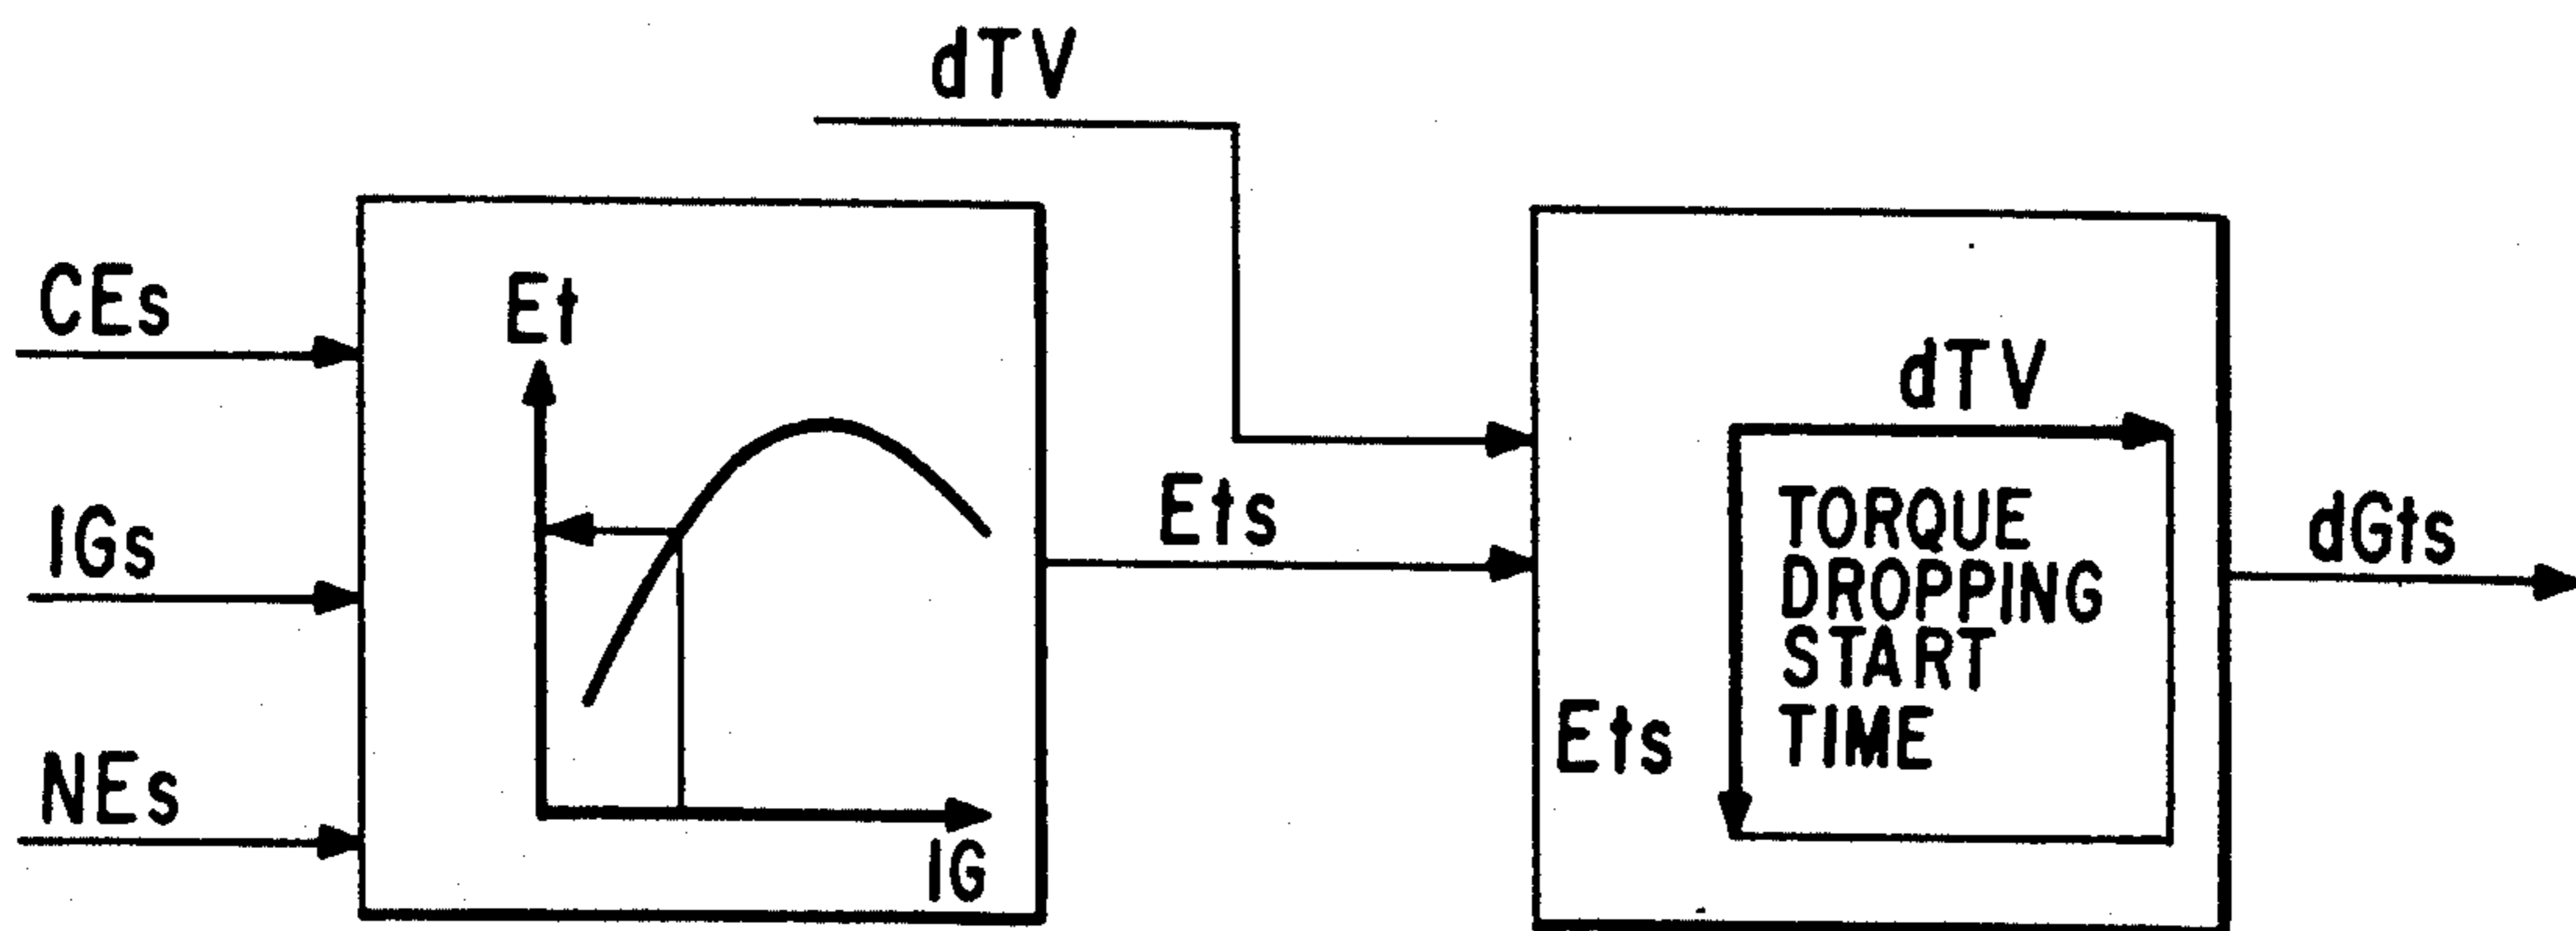 dTV
CEs
IGs
NEs
Et
IG
Ets
dTV
Ets
TORQUE
DROPPING
START
TIME
dGts